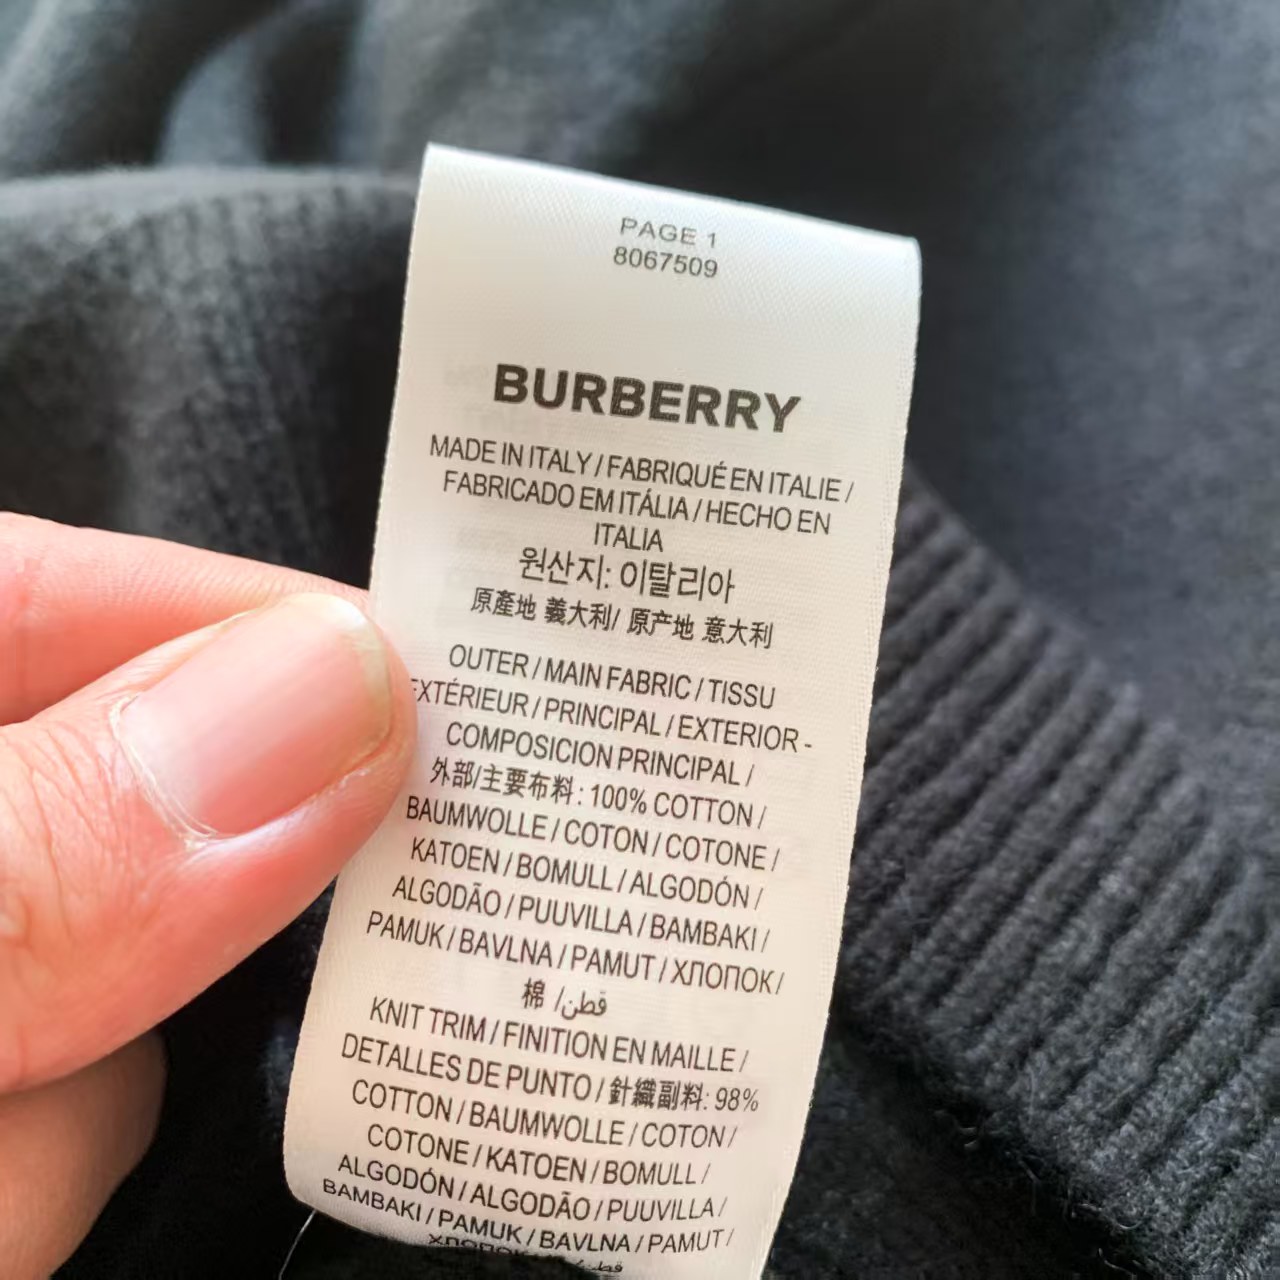 PAGE 1
8067509
BURBERRY
MADE IN ITALY / FABRIQUÉ EN ITALIE /
FABRICADO EM ITÁLIA / HECHO EN
ITALIA
원산지: 이탈리아
原產地 義大利/ 原产地 意大利
OUTER / MAIN FABRIC / TISSU
EXTÉRIEUR / PRINCIPAL / EXTERIOR -
COMPOSICION PRINCIPAL /
外部/主要布料: 100% COTTON /
BAUMWOLLE / COTON / COTONE /
KATOEN / BOMULL / ALGODÓN /
ALGODÃO / PUUVILLA / BAMBAKI /
PAMUK / BAVLNA / PAMUT / ХЛОПОК /
棉 /قطن
KNIT TRIM / FINITION EN MAILLE /
DETALLES DE PUNTO / 針織副料: 98%
COTTON / BAUMWOLLE / COTON /
COTONE / KATOEN / BOMULL /
ALGODÓN / ALGODÃO / PUUVILLA /
BAMBAKI / PAMUK / BAVLNA / PAMUT /